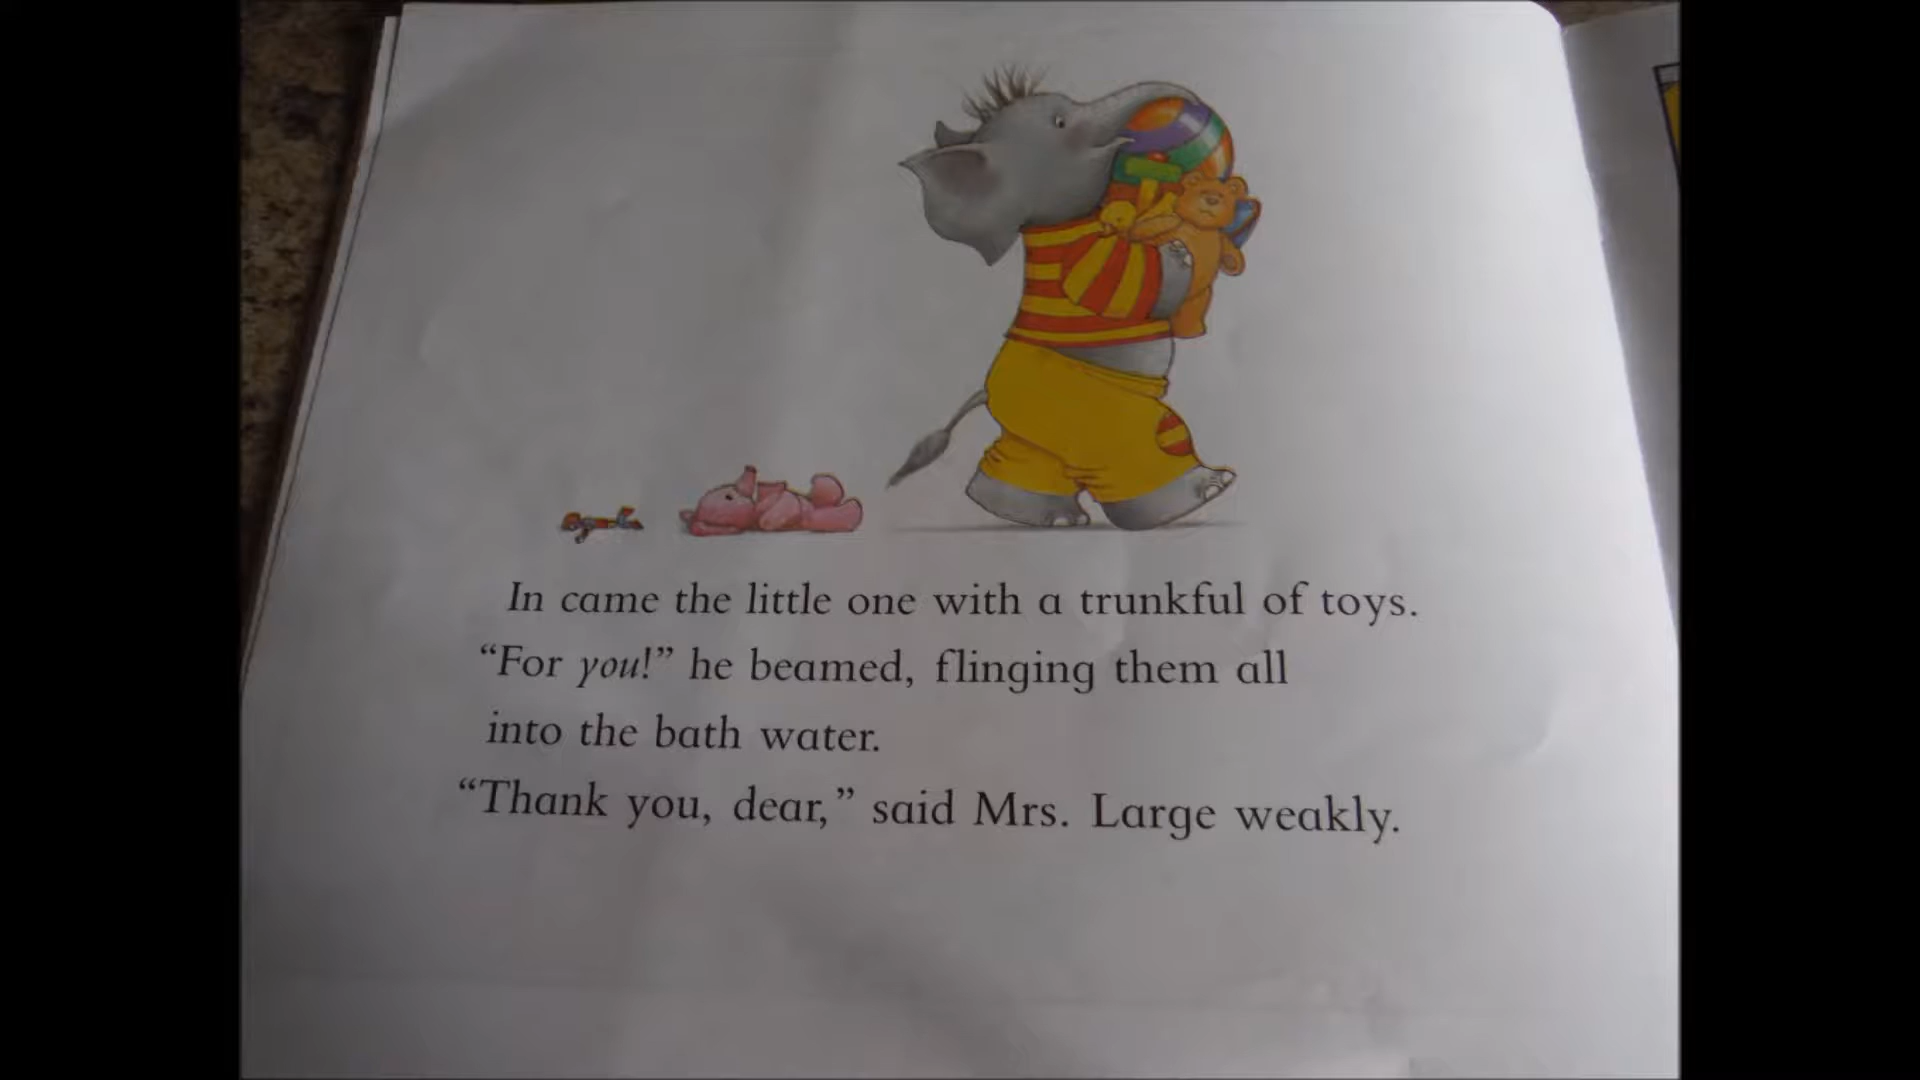 In came the little one with a trunkful of toys.
“For you!” he beamed, flinging them all
into the bath water.
“Thank you, dear,” said Mrs. Large weakly.